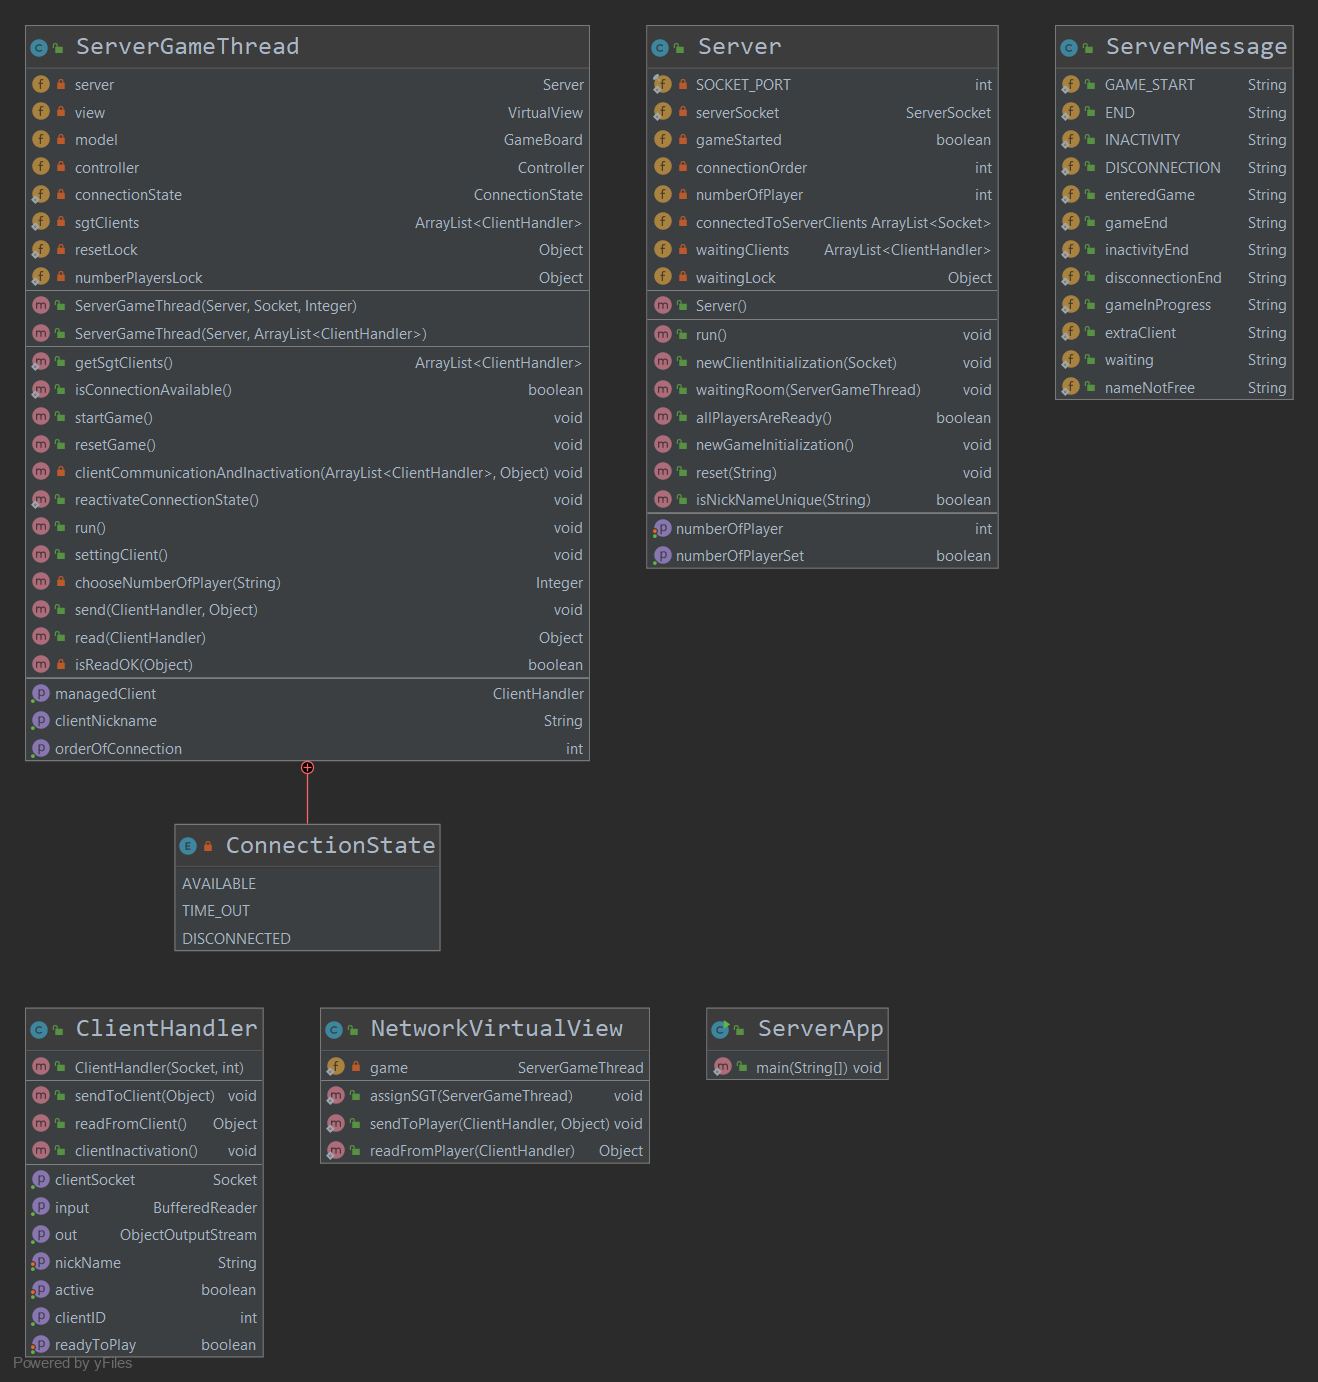 ServerGameThread
server Server
view VirtualView
model GameBoard
controller Controller
connectionState ConnectionState
sgtClients ArrayList<ClientHandler>
resetLock Object
numberPlayersLock Object
ServerGameThread(Server, Socket, Integer)
ServerGameThread(Server, ArrayList<ClientHandler>)
getSgtClients() ArrayList<ClientHandler>
isConnectionAvailable() boolean
startGame() void
resetGame() void
clientCommunicationAndInactivation(ArrayList<ClientHandler>, Object) void
reactivateConnectionState() void
run() void
settingClient() void
chooseNumberOfPlayer(String) Integer
send(ClientHandler, Object) void
read(ClientHandler) Object
isReadOK(Object) boolean
managedClient ClientHandler
clientNickname String
orderOfConnection int
Server
SOCKET_PORT int
serverSocket ServerSocket
gameStarted boolean
connectionOrder int
numberOfPlayer int
connectedToServerClients ArrayList<Socket>
waitingClients ArrayList<ClientHandler>
waitingLock Object
Server()
run() void
newClientInitialization(Socket) void
waitingRoom(ServerGameThread) void
allPlayersAreReady() boolean
newGameInitialization() void
reset(String) void
isNickNameUnique(String) boolean
numberOfPlayer int
numberOfPlayerSet boolean
ServerMessage
GAME_START String
END String
INACTIVITY String
DISCONNECTION String
enteredGame String
gameEnd String
inactivityEnd String
disconnectionEnd String
gameInProgress String
extraClient String
waiting String
nameNotFree String
ConnectionState
AVAILABLE
TIME_OUT
DISCONNECTED
ClientHandler
ClientHandler(Socket, int)
sendToClient(Object) void
readFromClient() Object
clientInactivation() void
clientSocket Socket
input BufferedReader
out ObjectOutputStream
nickName String
active boolean
clientID int
readyToPlay boolean
NetworkVirtualView
game ServerGameThread
assignSGT(ServerGameThread) void
sendToPlayer(ClientHandler, Object) void
readFromPlayer(ClientHandler) Object
ServerApp
main(String[]) void
Powered by yFiles